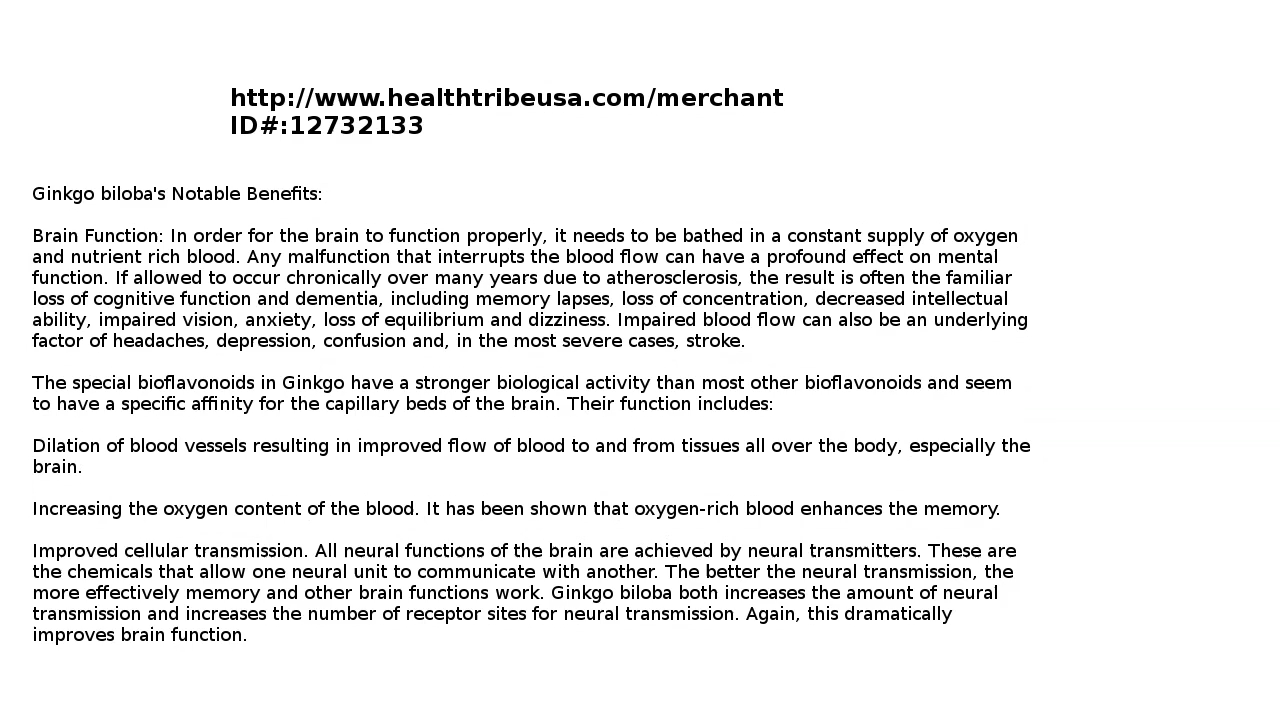 http://www.healthtribeusa.com/merchant
ID#:12732133
Ginkgo biloba's Notable Benefits:
Brain Function: In order for the brain to function properly, it needs to be bathed in a constant supply of oxygen
and nutrient rich blood. Any malfunction that interrupts the blood flow can have a profound effect on mental
function. If allowed to occur chronically over many years due to atherosclerosis, the result is often the familiar
loss of cognitive function and dementia, including memory lapses, loss of concentration, decreased intellectual
ability, impaired vision, anxiety, loss of equilibrium and dizziness. Impaired blood flow can also be an underlying
factor of headaches, depression, confusion and, in the most severe cases, stroke.
The special bioflavonoids in Ginkgo have a stronger biological activity than most other bioflavonoids and seem
to have a specific affinity for the capillary beds of the brain. Their function includes:
Dilation of blood vessels resulting in improved flow of blood to and from tissues all over the body, especially the
brain.
Increasing the oxygen content of the blood. It has been shown that oxygen-rich blood enhances the memory.
Improved cellular transmission. All neural functions of the brain are achieved by neural transmitters. These are
the chemicals that allow one neural unit to communicate with another. The better the neural transmission, the
more effectively memory and other brain functions work. Ginkgo biloba both increases the amount of neural
transmission and increases the number of receptor sites for neural transmission. Again, this dramatically
improves brain function.